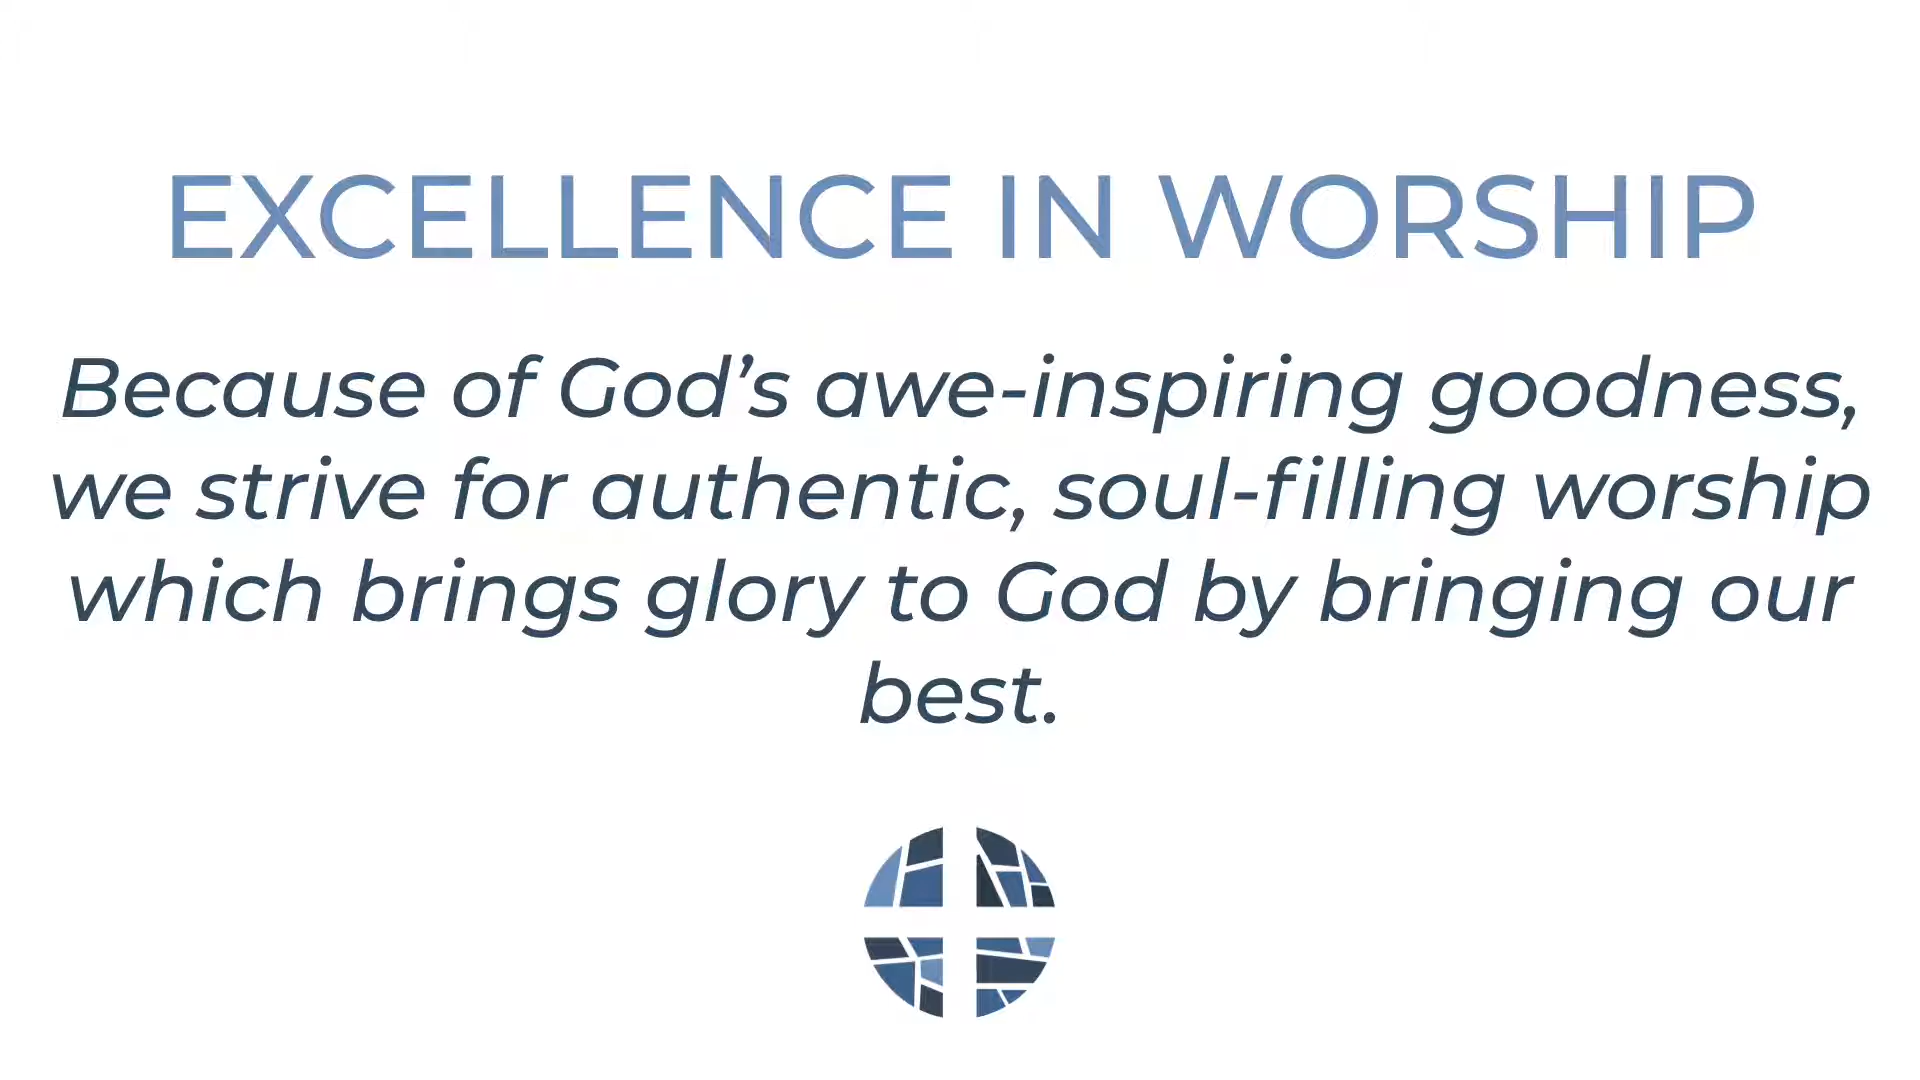 EXCELLENCE IN WORSHIP
Because of God’s awe-inspiring goodness,
we strive for authentic, soul-filling worship
which brings glory to God by bringing our
best.